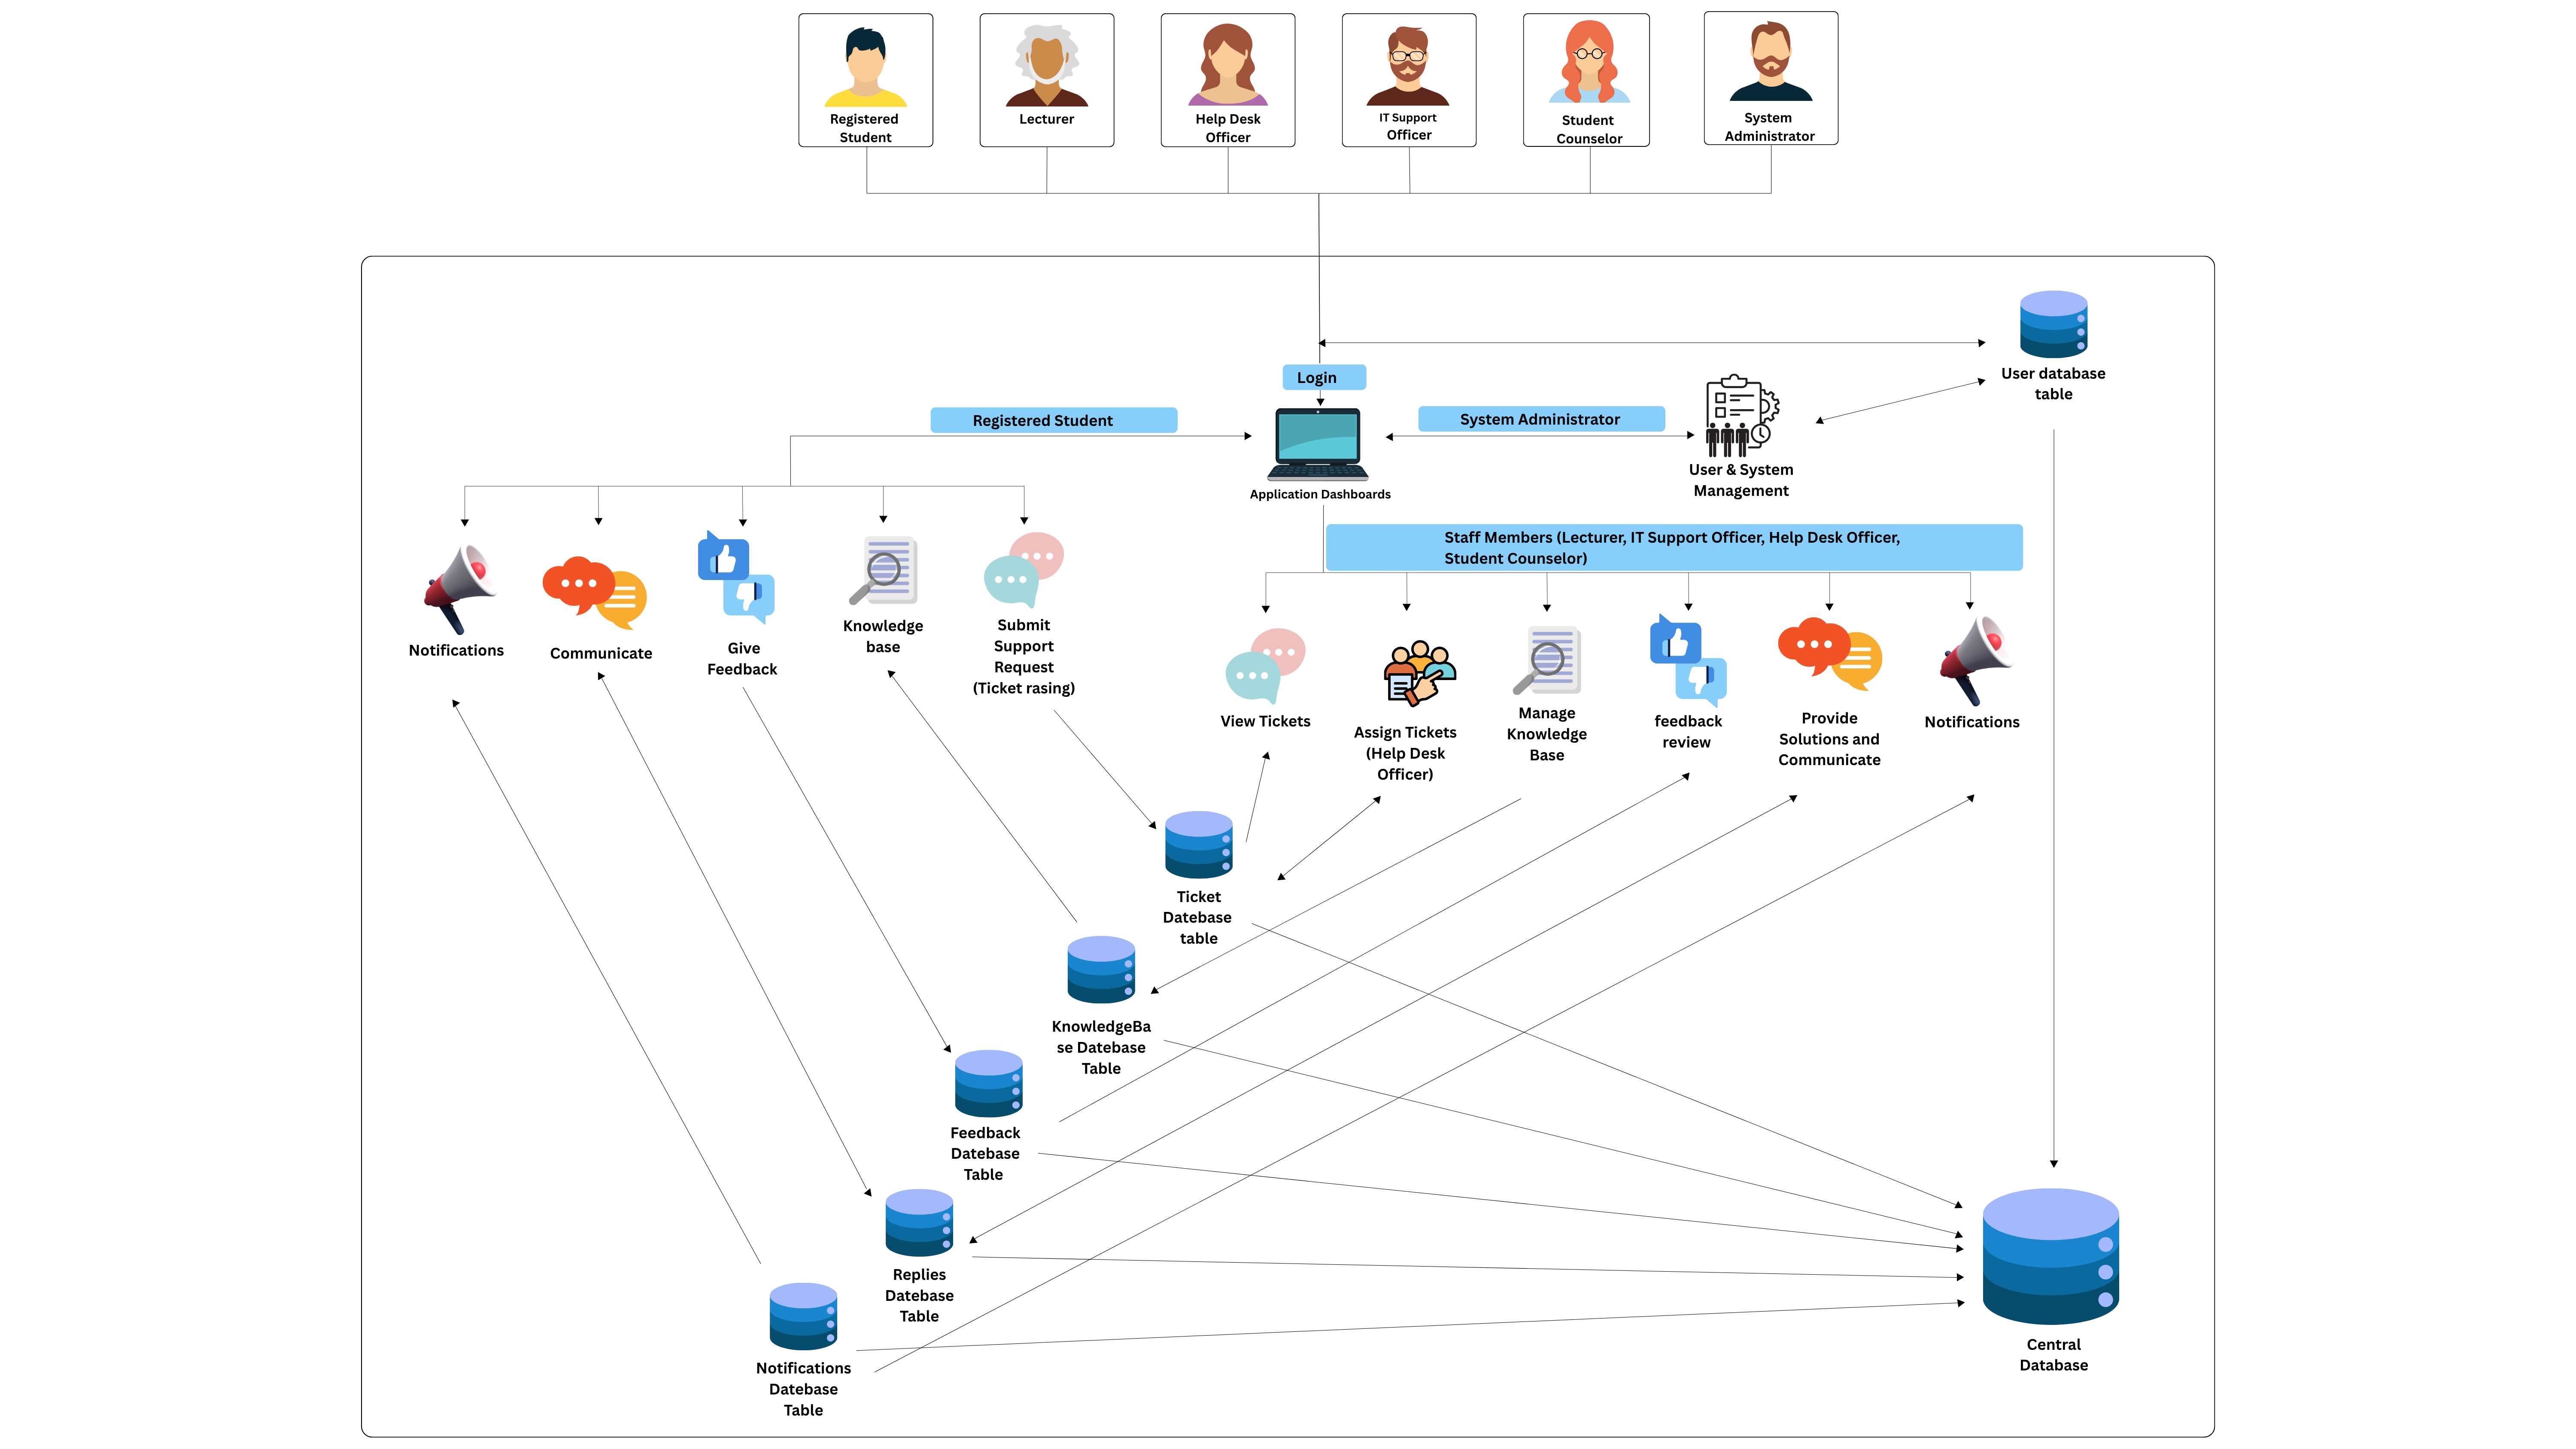 Registered
Student
Lecturer
Help Desk
Officer
IT Support
Officer
Student
Counselor
System
Administrator
User database
table
Login
Registered Student
System Administrator
User & System
Management
Application Dashboards
Staff Members (Lecturer, IT Support Officer, Help Desk Officer,
Student Counselor)
Notifications
Communicate
Give
Feedback
Knowledge
base
Submit
Support
Request
(Ticket rasing)
View Tickets
Assign Tickets
(Help Desk
Officer)
Manage
Knowledge
Base
feedback
review
Provide
Solutions and
Communicate
Notifications
Ticket
Datebase
table
KnowledgeBa
se Datebase
Table
Feedback
Datebase
Table
Replies
Datebase
Table
Notifications
Datebase
Table
Central
Database